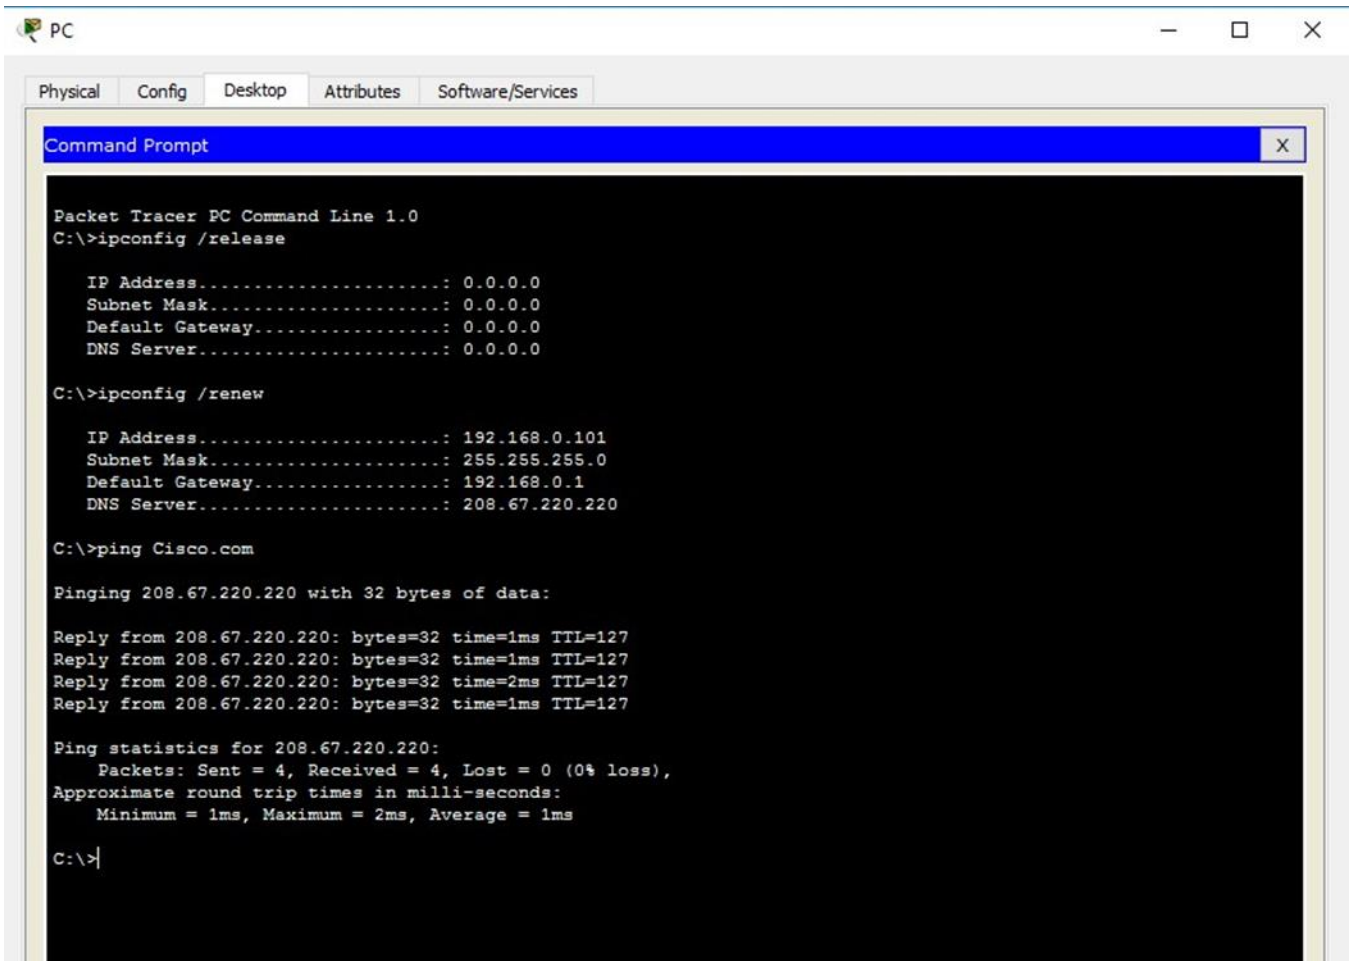 PC
Physical Config Desktop Attributes Software/Services
Command Prompt X
Packet Tracer PC Command Line 1.0
C:\>ipconfig /release
IP Address......................: 0.0.0.0
Subnet Mask.....................: 0.0.0.0
Default Gateway.................: 0.0.0.0
DNS Server......................: 0.0.0.0
C:\>ipconfig /renew
IP Address......................: 192.168.0.101
Subnet Mask.....................: 255.255.255.0
Default Gateway.................: 192.168.0.1
DNS Server......................: 208.67.220.220
C:\>ping Cisco.com
Pinging 208.67.220.220 with 32 bytes of data:
Reply from 208.67.220.220: bytes=32 time=1ms TTL=127
Reply from 208.67.220.220: bytes=32 time=1ms TTL=127
Reply from 208.67.220.220: bytes=32 time=2ms TTL=127
Reply from 208.67.220.220: bytes=32 time=1ms TTL=127
Ping statistics for 208.67.220.220:
Packets: Sent = 4, Received = 4, Lost = 0 (0% loss),
Approximate round trip times in milli-seconds:
Minimum = 1ms, Maximum = 2ms, Average = 1ms
C:\>